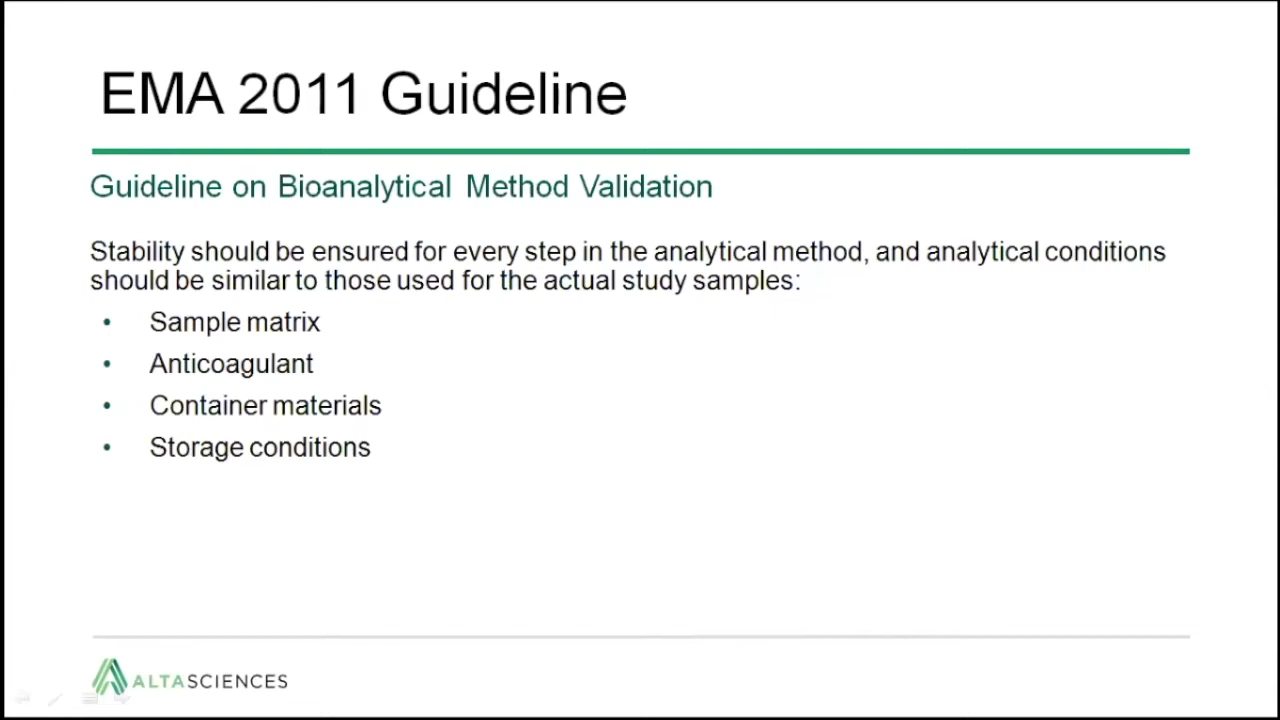 EMA 2011 Guideline
Guideline on Bioanalytical Method Validation
Stability should be ensured for every step in the analytical method, and analytical conditions
should be similar to those used for the actual study samples:
• Sample matrix
• Anticoagulant
• Container materials
• Storage conditions
ALTASCIENCES